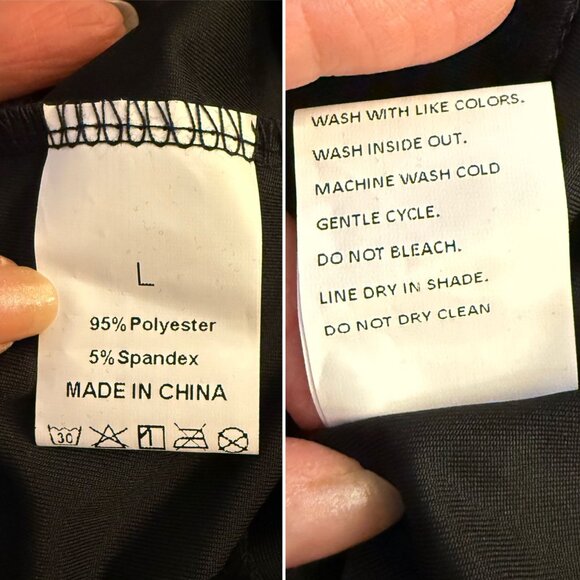 L
95%Polyester
5%Spandex
MADE IN CHINA
30
WASH WITH LIKE COLORS.
WASH INSIDE OUT.
MACHINE WASH COLD
GENTLE CYCLE.
DO NOT BLEACH.
LINE DRY IN SHADE.
DO NOT DRY CLEAN